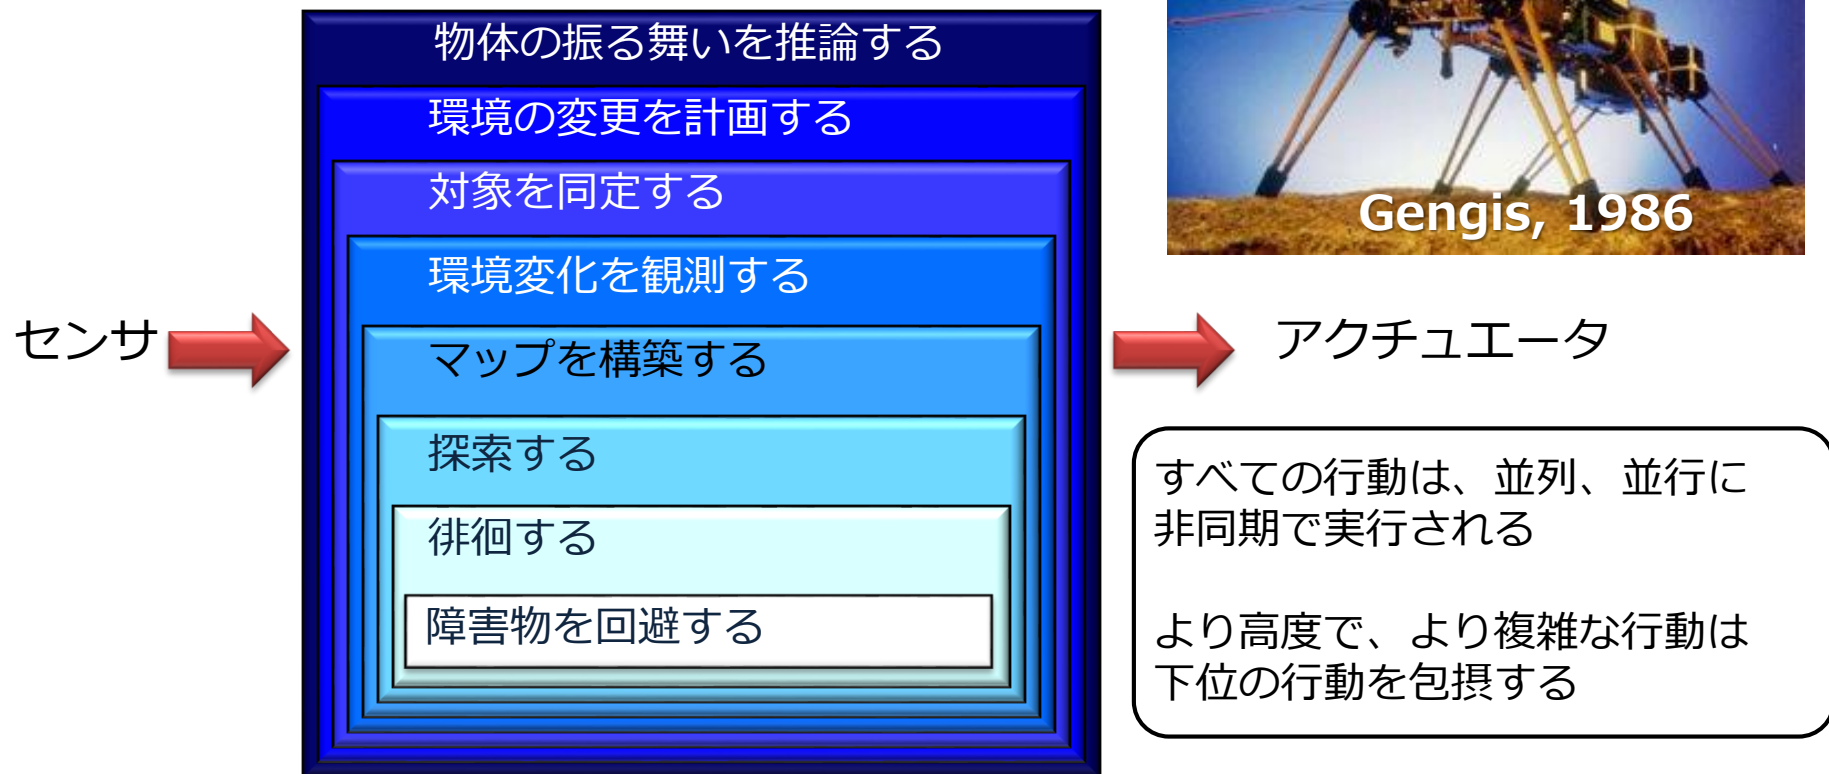 物体の振る舞いを推論する
環境の変更を計画する
対象を同定する
環境変化を観測する
マップを構築する
探索する
徘徊する
障害物を回避する
センサ
アクチュエータ
Gengis, 1986
すべての行動は、並列、並行に
非同期で実行される
より高度で、より複雑な行動は
下位の行動を包摂する